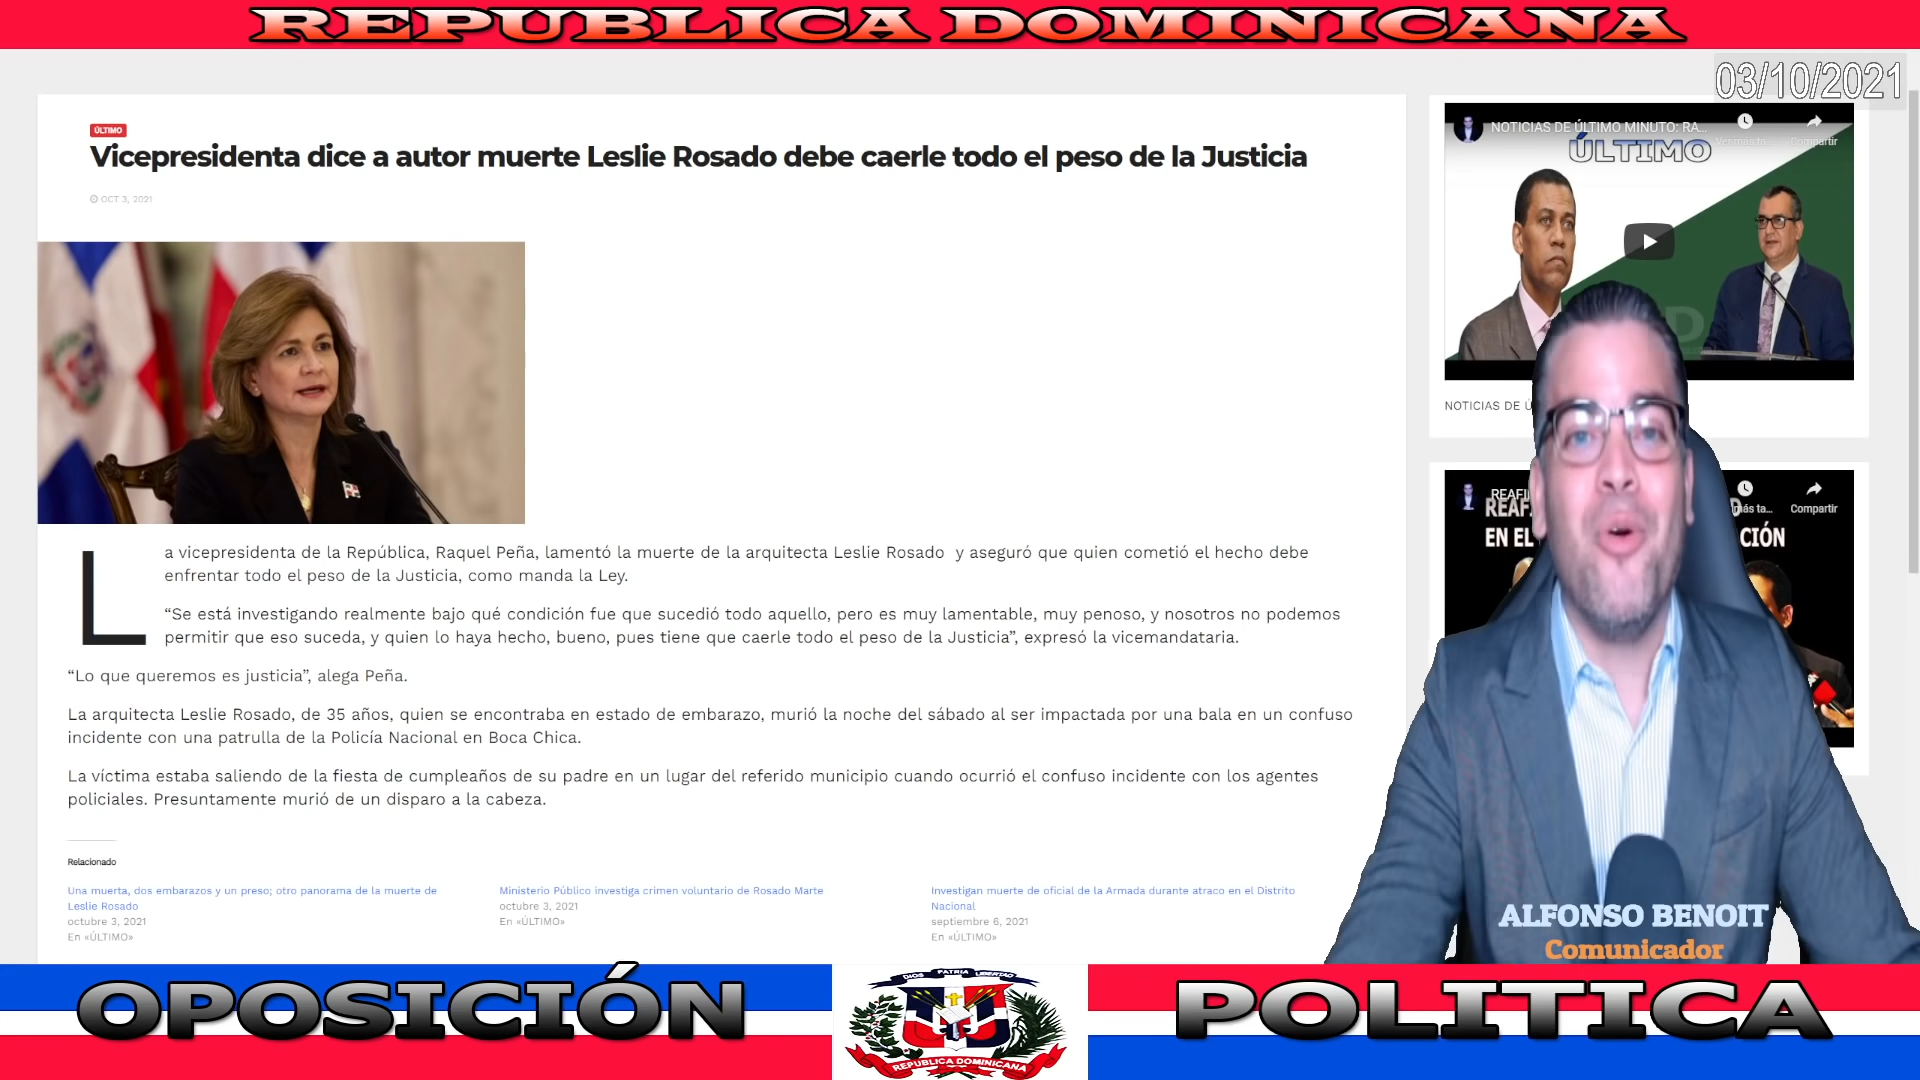 REPUBLICA DOMINICANA
03/10/2021
ÚLTIMO
Vicepresidenta dice a autor muerte Leslie Rosado debe caerle todo el peso de la Justicia
OCT 3, 2021
La vicepresidenta de la República, Raquel Peña, lamentó la muerte de la arquitecta Leslie Rosado y aseguró que quien cometió el hecho debe
enfrentar todo el peso de la Justicia, como manda la Ley.
“Se está investigando realmente bajo qué condición fue que sucedió todo aquello, pero es muy lamentable, muy penoso, y nosotros no podemos
permitir que eso suceda, y quien lo haya hecho, bueno, pues tiene que caerle todo el peso de la Justicia”, expresó la vicemandataria.
“Lo que queremos es justicia”, alega Peña.
La arquitecta Leslie Rosado, de 35 años, quien se encontraba en estado de embarazo, murió la noche del sábado al ser impactada por una bala en un confuso
incidente con una patrulla de la Policía Nacional en Boca Chica.
La víctima estaba saliendo de la fiesta de cumpleaños de su padre en un lugar del referido municipio cuando ocurrió el confuso incidente con los agentes
policiales. Presuntamente murió de un disparo a la cabeza.
Relacionado
Una muerta, dos embarazos y un preso; otro panorama de la muerte de
Leslie Rosado
octubre 3, 2021
En «ÚLTIMO»
Ministerio Público investiga crimen voluntario de Rosado Marte
octubre 3, 2021
En «ÚLTIMO»
Investigan muerte de oficial de la Armada durante atraco en el Distrito
Nacional
septiembre 6, 2021
En «ÚLTIMO»
NOTICIAS DE ÚLTIMO MINUTO: RA...
Ver más ta... Compartir
ÚLTIMO
NOTICIAS DE Ú
REAFI
más ta... Compartir
REAF
EN EL CIÓN
ALFONSO BENOIT
Comunicador
OPOSICIÓN
DIOS PATRIA LIBERTAD
REPUBLICA DOMINICANA
POLITICA